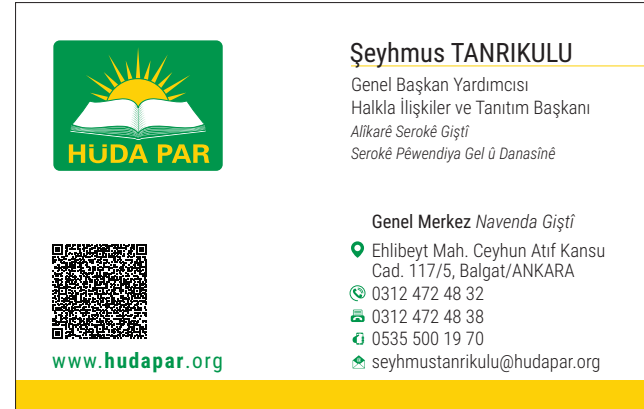 HÜDA PAR
www.hudapar.org
Şeyhmus TANRIKULU
Genel Başkan Yardımcısı
Halkla İlişkiler ve Tanıtım Başkanı
Alîkarê Serokê Giştî
Serokê Pêwendiya Gel û Danasînê
Genel Merkez Navenda Giştî
Ehlibeyt Mah. Ceyhun Atıf Kansu
Cad. 117/5, Balgat/ANKARA
0312 472 48 32
0312 472 48 38
0535 500 19 70
seyhmustanrikulu@hudapar.org